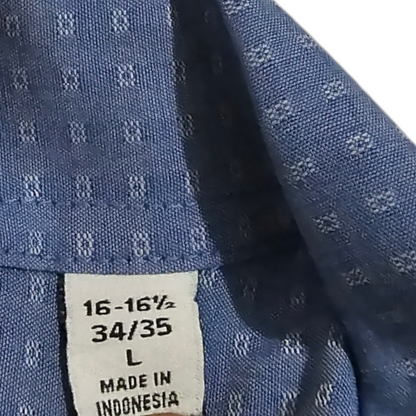 16-16½
34/35
L
MADE IN
INDONESIA